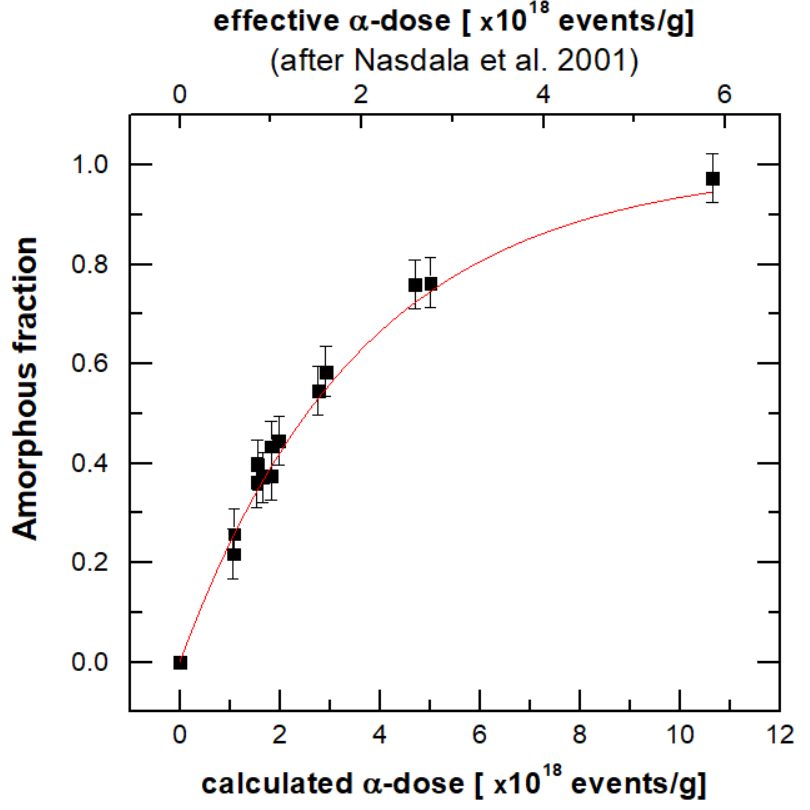 effective α-dose [ x10¹⁸ events/g]
(after Nasdala et al. 2001)
0 2 4 6
1.0
0.8
0.6
0.4
0.2
0.0
Amorphous fraction
0 2 4 6 8 10 12
calculated α-dose [ x10¹⁸ events/g]